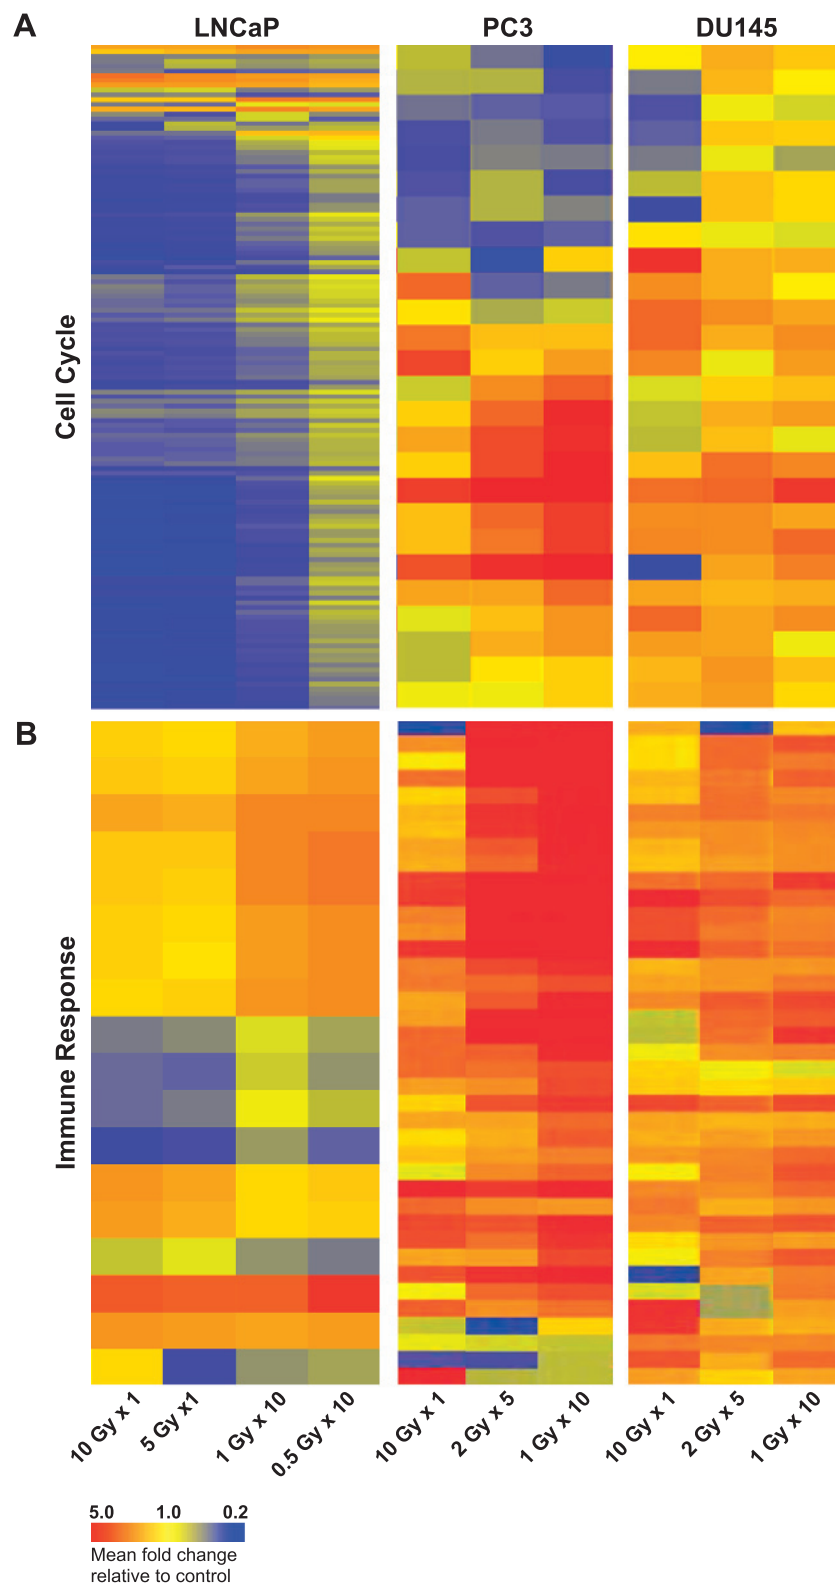 A
LNCaP
PC3
DU145
Cell Cycle
B
Immune Response
10 Gy x 1
5 Gy x1
1 Gy x 10
0.5 Gy x 10
10 Gy x 1
2 Gy x 5
1 Gy x 10
10 Gy x 1
2 Gy x 5
1 Gy x 10
5.0 1.0 0.2
Mean fold change
relative to control